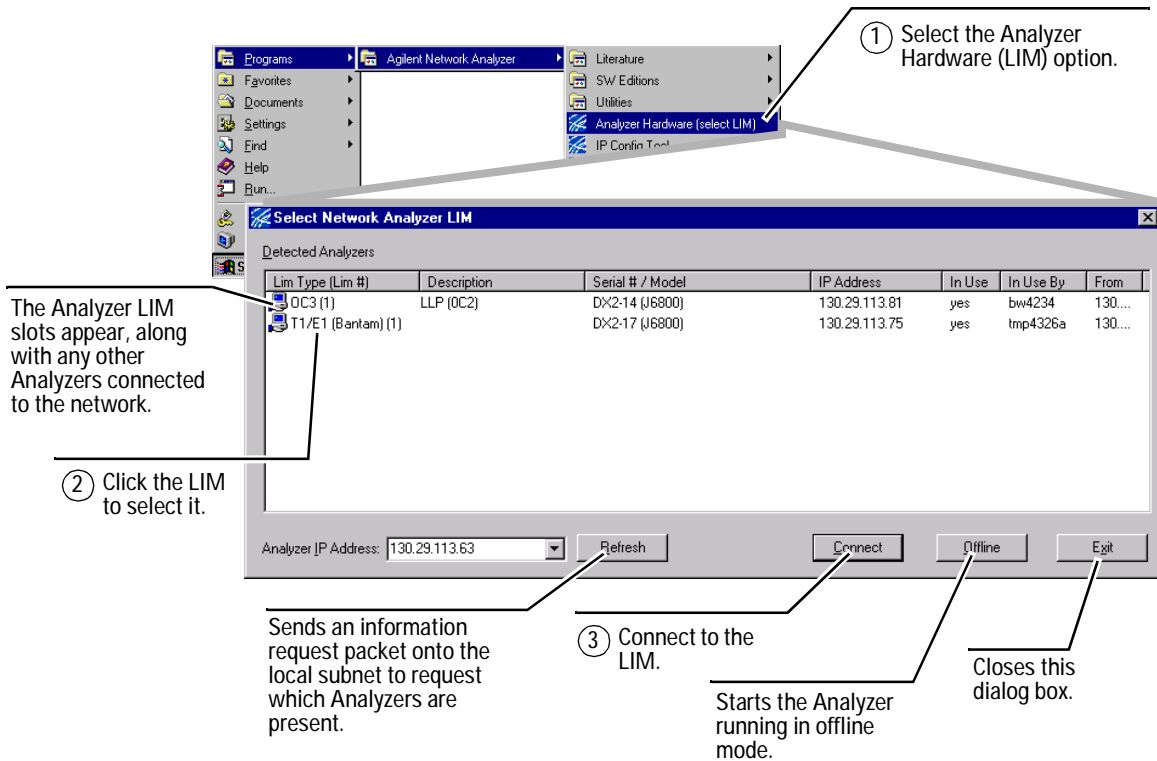 1 Select the Analyzer
Hardware (LIM) option.
Programs
Agilent Network Analyzer
Literature
Favorites
SW Editions
Documents
Utilities
Settings
Analyzer Hardware (select LIM)
Find
IP Config Tool
Help
Run...
S
Select Network Analyzer LIM
Detected Analyzers
Lim Type (Lim #) Description Serial # / Model IP Address In Use In Use By From
OC3 (1) LLP (OC2) DX2-14 (J6800) 130.29.113.81 yes bw4234 130....
T1/E1 (Bantam) (1) DX2-17 (J6800) 130.29.113.75 yes tmp4326a 130....
The Analyzer LIM
slots appear, along
with any other
Analyzers connected
to the network.
2 Click the LIM
to select it.
Analyzer IP Address: 130.29.113.63 Refresh Connect Offline Exit
Sends an information
request packet onto the
local subnet to request
which Analyzers are
present.
3 Connect to the
LIM.
Starts the Analyzer
running in offline
mode.
Closes this
dialog box.